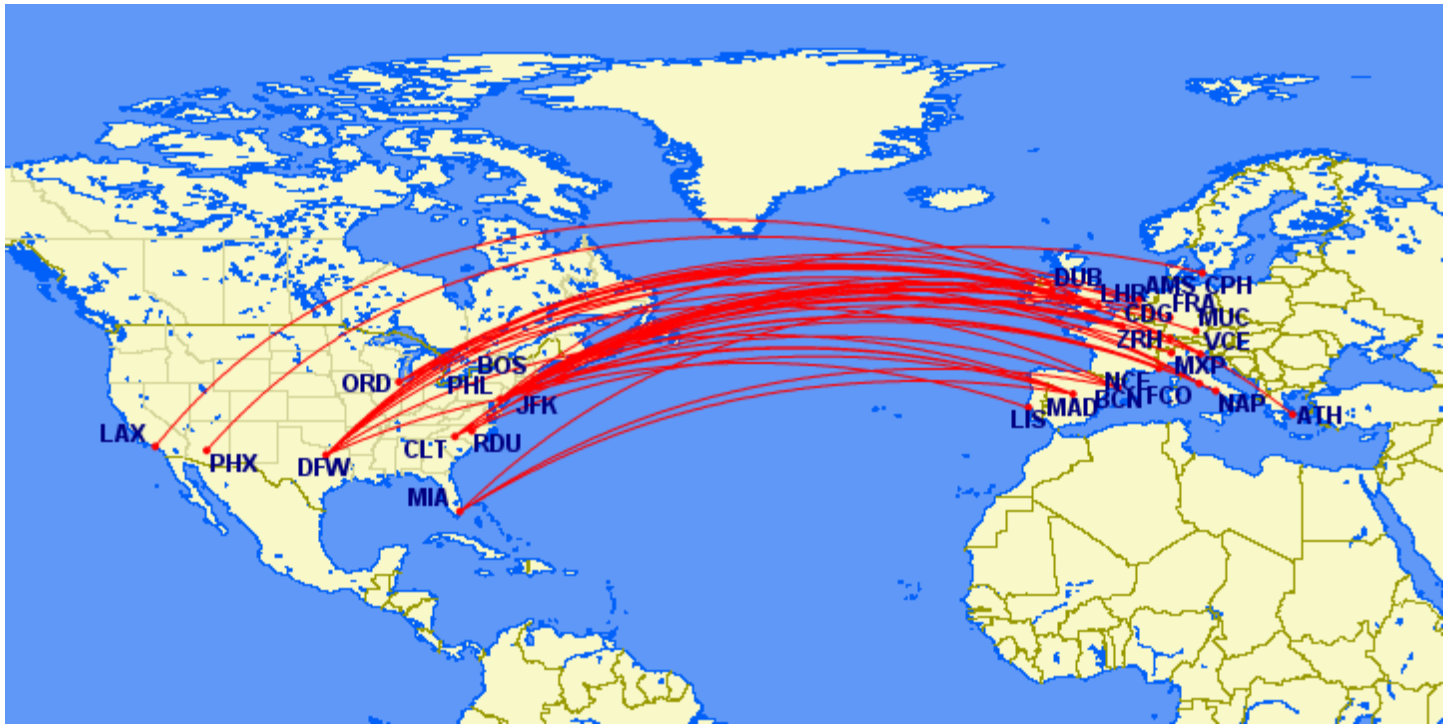 DUB
AMS CPH
LHR
FRA
CDG
MUC
ZRH
VCE
BOS
MXP
ORD
PHL
NCE
JFK
BCN
FCO
NAP
MAD
LIS
ATH
LAX
CLT
RDU
PHX
DFW
MIA